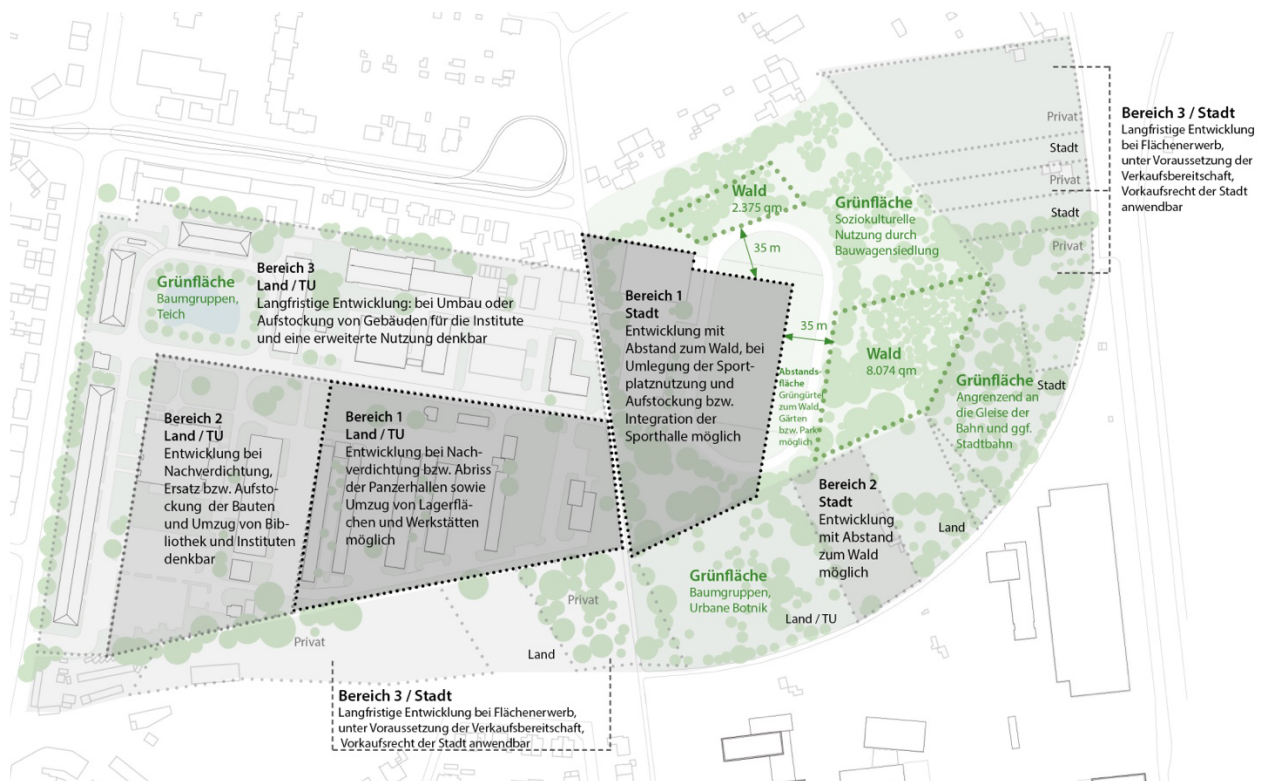 Bereich 3 / Stadt
Langfristige Entwicklung
bei Flächenerwerb,
unter Voraussetzung der
Verkaufsbereitschaft,
Vorkaufsrecht der Stadt
anwendbar
Privat
Stadt
Privat
Stadt
Privat
Wald
2.375 qm
Grünfläche
Soziokulturelle
Nutzung durch
Bauwagensiedlung
35 m
Grünfläche
Baumgruppen,
Teich
Bereich 3
Land / TU
Langfristige Entwicklung: bei Umbau oder
Aufstockung von Gebäuden für die Institute
und eine erweiterte Nutzung denkbar
Bereich 1
Stadt
Entwicklung mit
Abstand zum Wald, bei
Umlegung der Sport-
platznutzung und
Aufstockung bzw.
Integration der
Sporthalle möglich
35 m
Wald
8.074 qm
Abstands-
fläche
Grüngürte
zum Wald,
Gärten
bzw. Park
möglich
Grünfläche
Angrenzend an
die Gleise der
Bahn und ggf.
Stadtbahn
Stadt
Bereich 2
Land / TU
Entwicklung bei
Nachverdichtung,
Ersatz bzw. Aufsto-
ckung der Bauten
und Umzug von Bib-
liothek und Instituten
denkbar
Bereich 1
Land / TU
Entwicklung bei Nach-
verdichtung bzw. Abriss
der Panzerhallen sowie
Umzug von Lagerflä-
chen und Werkstätten
möglich
Bereich 2
Stadt
Entwicklung
mit Abstand
zum Wald
möglich
Land
Grünfläche
Baumgruppen,
Urbane Botnik
Land / TU
Privat
Privat
Land
Bereich 3 / Stadt
Langfristige Entwicklung bei Flächenerwerb,
unter Voraussetzung der Verkaufsbereitschaft,
Vorkaufsrecht der Stadt anwendbar